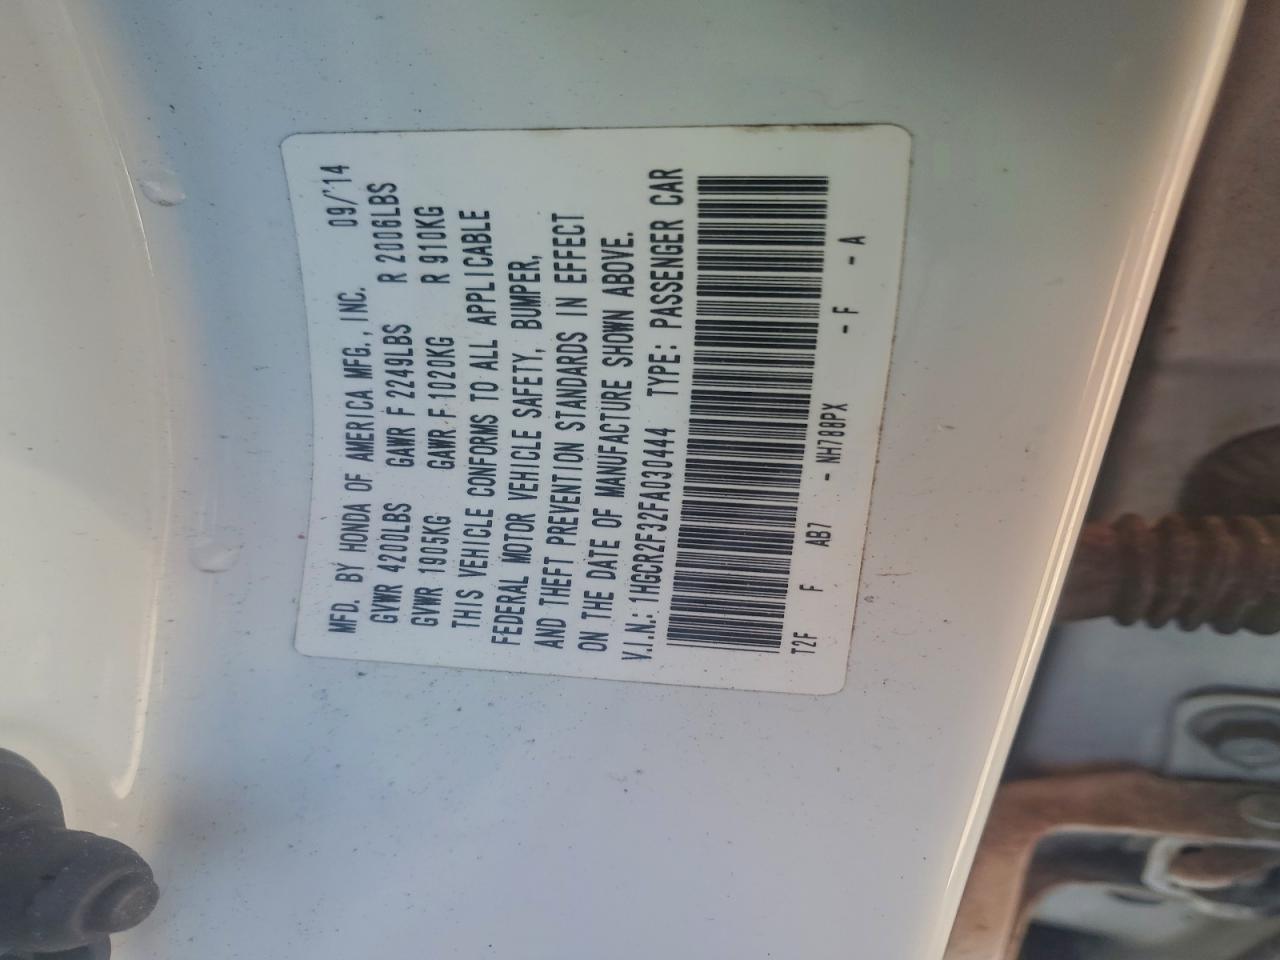 MFD. BY HONDA OF AMERICA MFG., INC. 09/'14
GVWR 4200LBS GAWR F 2249LBS R 2006LBS
GVWR 1905KG GAWR F 1020KG R 910KG
THIS VEHICLE CONFORMS TO ALL APPLICABLE
FEDERAL MOTOR VEHICLE SAFETY, BUMPER,
AND THEFT PREVENTION STANDARDS IN EFFECT
ON THE DATE OF MANUFACTURE SHOWN ABOVE.
V.I.N.: 1HGCR2F32FA030444 TYPE: PASSENGER CAR
T2F F AB7 - NH788PX - F - A